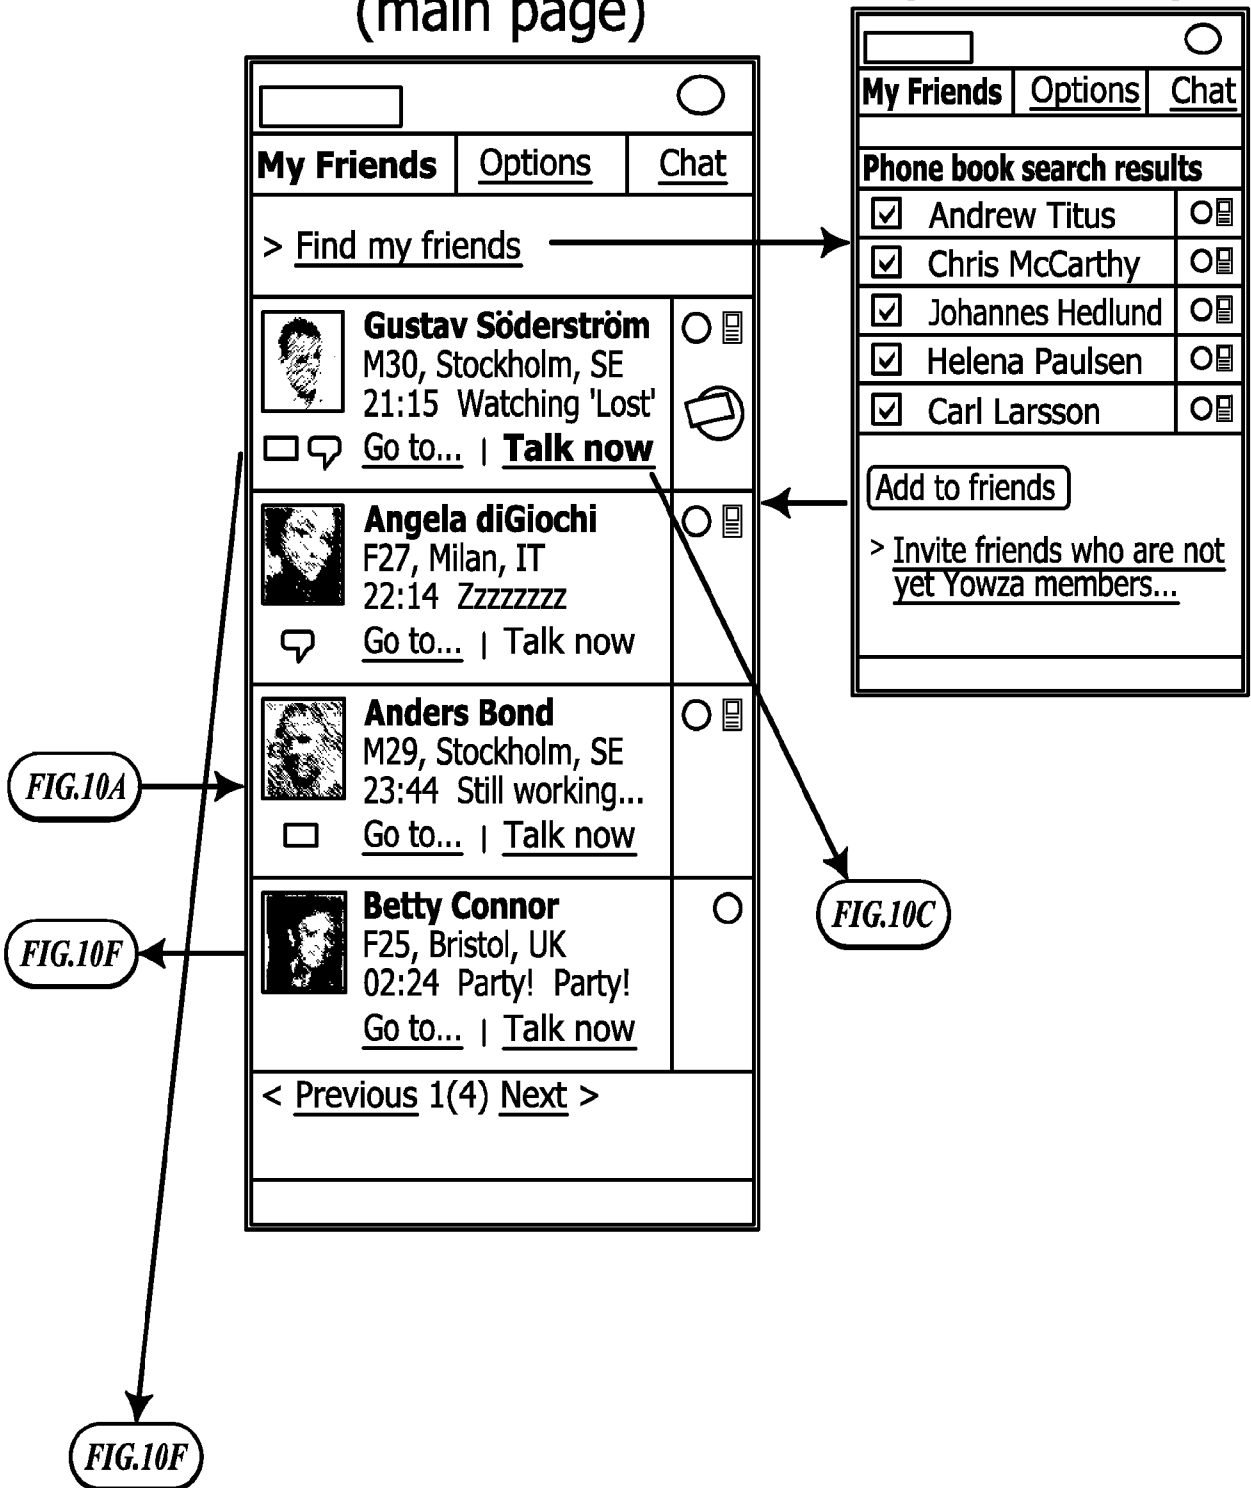 (main page)
My Friends Options Chat
> Find my friends
Gustav Söderström
M30, Stockholm, SE
21:15 Watching 'Lost'
Go to... | Talk now
Angela diGiochi
F27, Milan, IT
22:14 Zzzzzzzz
Go to... | Talk now
Anders Bond
M29, Stockholm, SE
23:44 Still working...
Go to... | Talk now
Betty Connor
F25, Bristol, UK
02:24 Party! Party!
Go to... | Talk now
< Previous 1(4) Next >
My Friends Options Chat
Phone book search results
Andrew Titus
Chris McCarthy
Johannes Hedlund
Helena Paulsen
Carl Larsson
Add to friends
> Invite friends who are not
yet Yowza members...
FIG.10A
FIG.10F
FIG.10C
FIG.10F